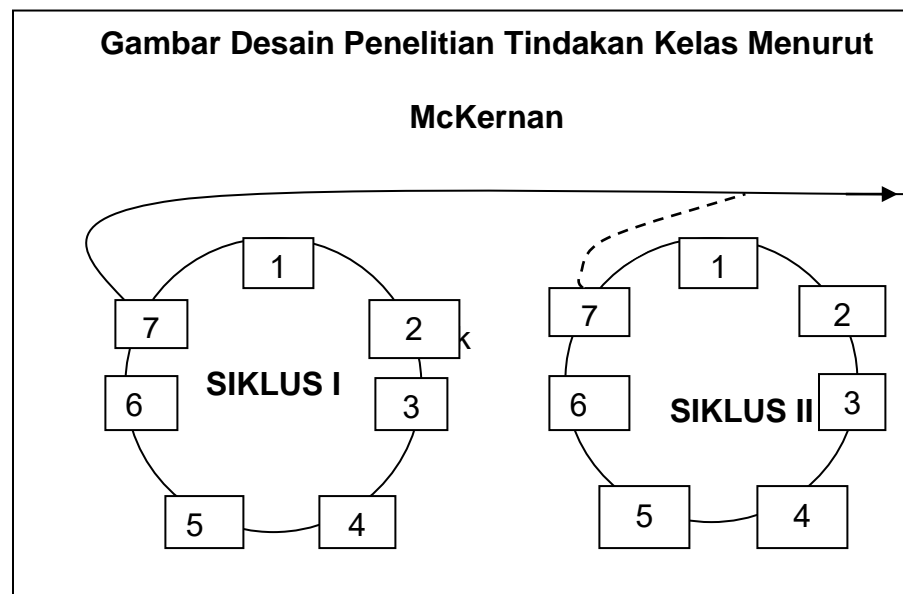 Gambar Desain Penelitian Tindakan Kelas Menurut
McKernan
1
2
k
3
4
5
6
7
SIKLUS I
1
2
3
4
5
6
7
SIKLUS II